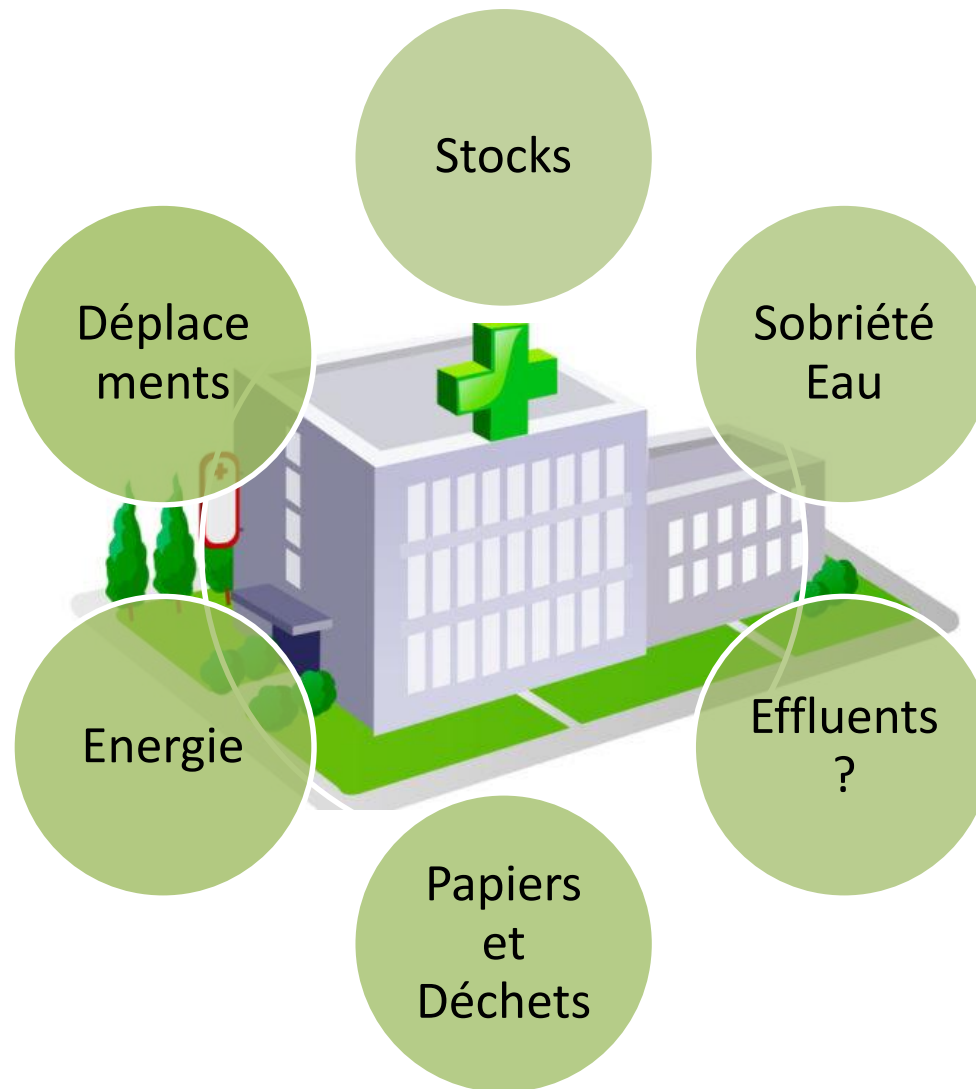 Stocks
Sobriété
Eau
Effluents
?
Papiers
et
Déchets
Energie
Déplace
ments